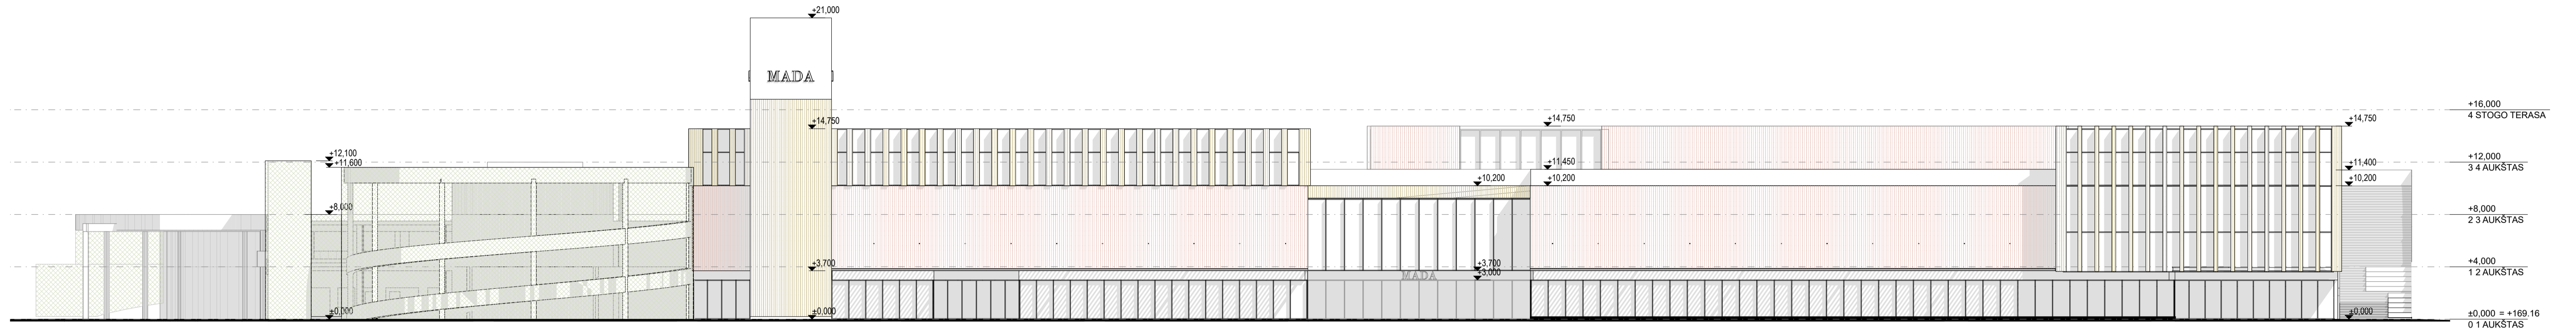 +21,000
MADA
+14,750
+12,100
+11,600
+8,000
+3,700
±0,000
±0,000
+14,750
+11,450
+10,200
+10,200
+3,700
+3,000
MADA
+14,750
+11,400
+10,200
±0,000
+16,000
4 STOGO TERASA
+12,000
3 4 AUKŠTAS
+8,000
2 3 AUKŠTAS
+4,000
1 2 AUKŠTAS
±0,000 = +169.16
0 1 AUKŠTAS